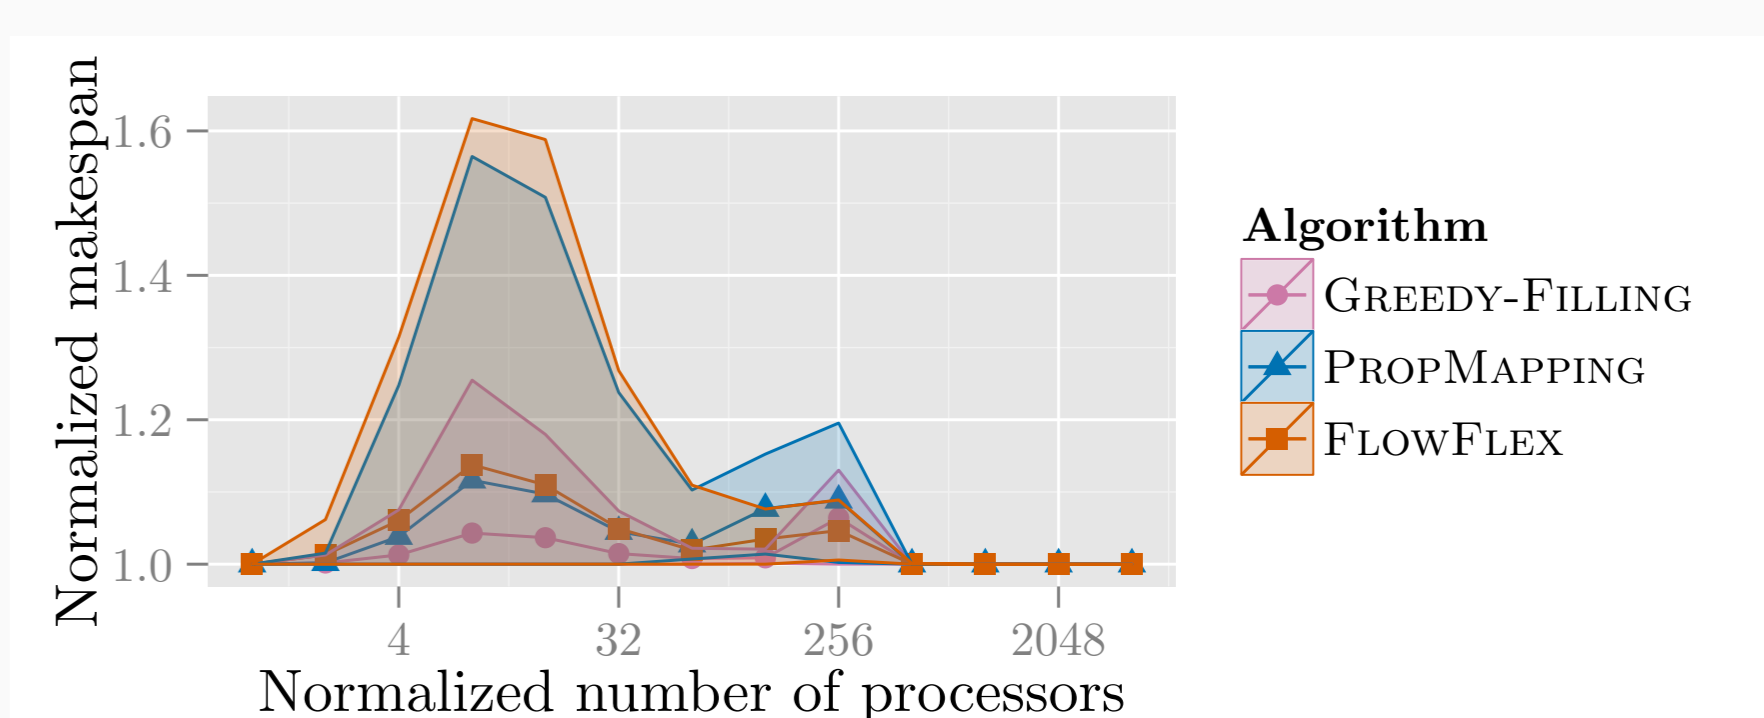 Normalized makespan
1.6
1.4
1.2
1.0
4 32 256 2048
Normalized number of processors
Algorithm
GREEDY-FILLING
PROPMAPPING
FLOWFLEX